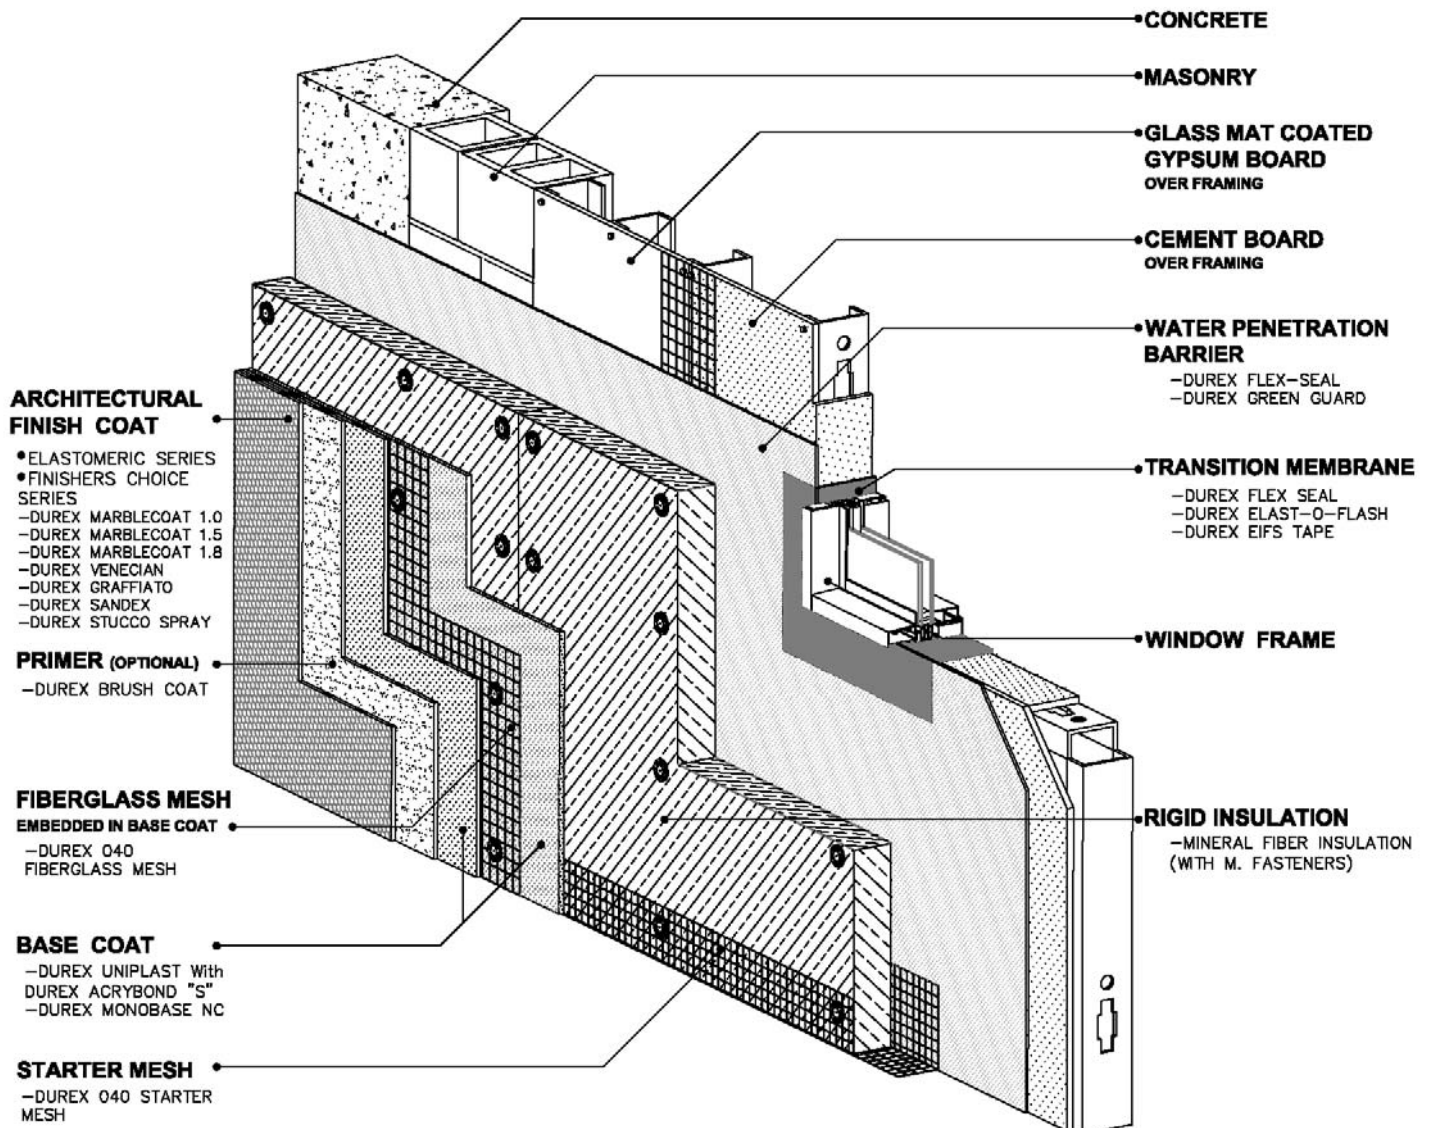 CONCRETE
MASONRY
GLASS MAT COATED
GYPSUM BOARD
OVER FRAMING
CEMENT BOARD
OVER FRAMING
WATER PENETRATION
BARRIER
-DUREX FLEX-SEAL
-DUREX GREEN GUARD
TRANSITION MEMBRANE
-DUREX FLEX SEAL
-DUREX ELAST-O-FLASH
-DUREX EIFS TAPE
WINDOW FRAME
RIGID INSULATION
-MINERAL FIBER INSULATION
(WITH M. FASTENERS)
ARCHITECTURAL
FINISH COAT
•ELASTOMERIC SERIES
•FINISHERS CHOICE
SERIES
-DUREX MARBLECOAT 1.0
-DUREX MARBLECOAT 1.5
-DUREX MARBLECOAT 1.8
-DUREX VENECIAN
-DUREX GRAFFIATO
-DUREX SANDEX
-DUREX STUCCO SPRAY
PRIMER (OPTIONAL)
-DUREX BRUSH COAT
FIBERGLASS MESH
EMBEDDED IN BASE COAT
-DUREX 040
FIBERGLASS MESH
BASE COAT
-DUREX UNIPLAST With
DUREX ACRYBOND "S"
-DUREX MONOBASE NC
STARTER MESH
-DUREX 040 STARTER
MESH